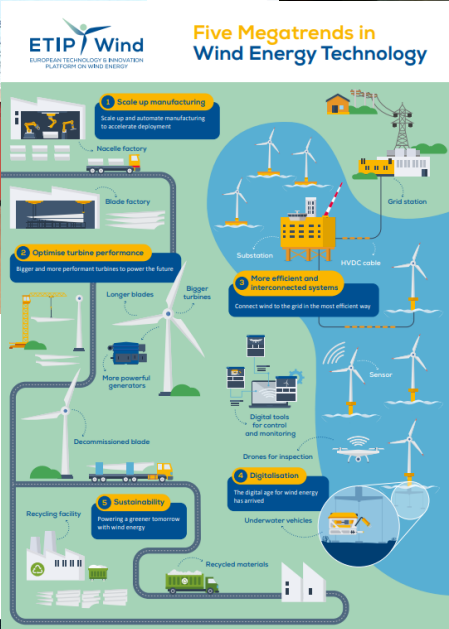 ETIP Wind
EUROPEAN TECHNOLOGY & INNOVATION
PLATFORM ON WIND ENERGY
Five Megatrends in
Wind Energy Technology
1 Scale up manufacturing
Scale up and automate manufacturing
to accelerate deployment
Nacelle factory
Blade factory
Grid station
Substation
HVDC cable
2 Optimise turbine performance
Bigger and more performant turbines to power the future
3 More efficient and
interconnected systems
Connect wind to the grid in the most efficient way
Longer blades
Bigger
turbines
More powerful
generators
Sensor
Digital tools
for control
and monitoring
Decommissioned blade
Drones for inspection
4 Digitalisation
The digital age for wind energy
has arrived
5 Sustainability
Powering a greener tomorrow
with wind energy
Recycling facility
Underwater vehicles
Recycled materials